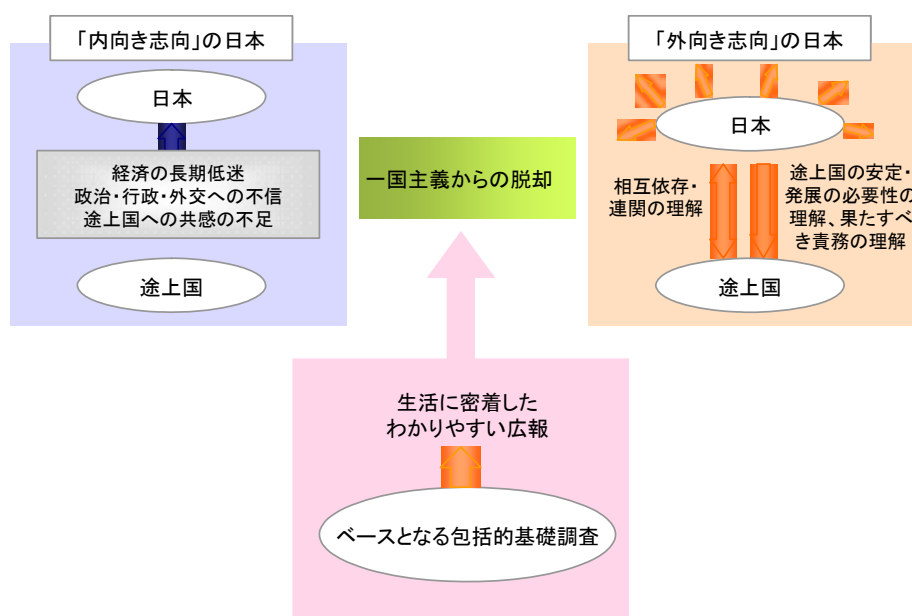 「内向き志向」の日本
日本
経済の長期低迷
政治・行政・外交への不信
途上国への共感の不足
途上国
一国主義からの脱却
「外向き志向」の日本
日本
相互依存・
連関の理解
途上国の安定・
発展の必要性の
理解、果たすべ
き責務の理解
途上国
生活に密着した
わかりやすい広報
ベースとなる包括的基礎調査